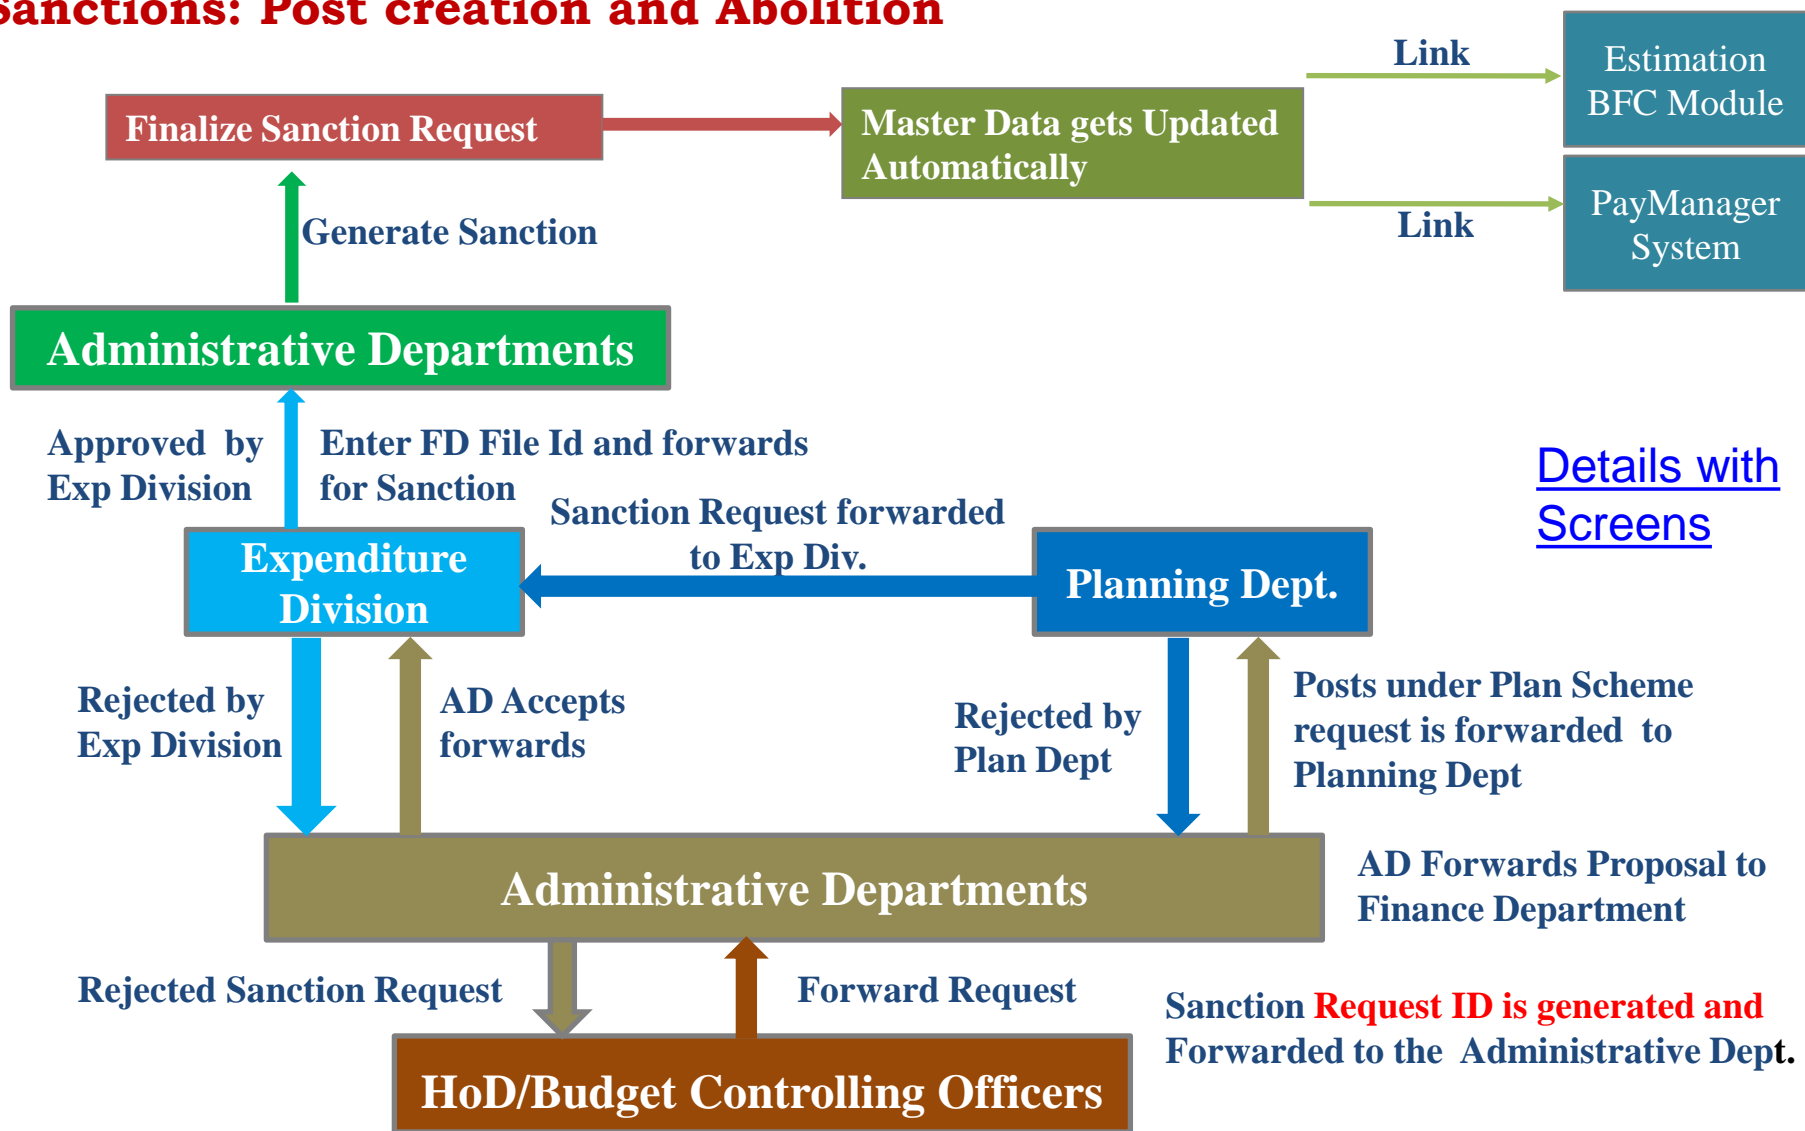 Sanctions: Post creation and Abolition
Link
Estimation
BFC Module
Finalize Sanction Request
Master Data gets Updated
Automatically
PayManager
System
Link
Generate Sanction
Administrative Departments
Approved by
Exp Division
Enter FD File Id and forwards
for Sanction
Details with
Screens
Sanction Request forwarded
to Exp Div.
Expenditure
Division
Planning Dept.
Rejected by
Exp Division
AD Accepts
forwards
Rejected by
Plan Dept
Posts under Plan Scheme
request is forwarded to
Planning Dept
Administrative Departments
AD Forwards Proposal to
Finance Department
Rejected Sanction Request
Forward Request
Sanction Request ID is generated and
Forwarded to the Administrative Dept.
HoD/Budget Controlling Officers